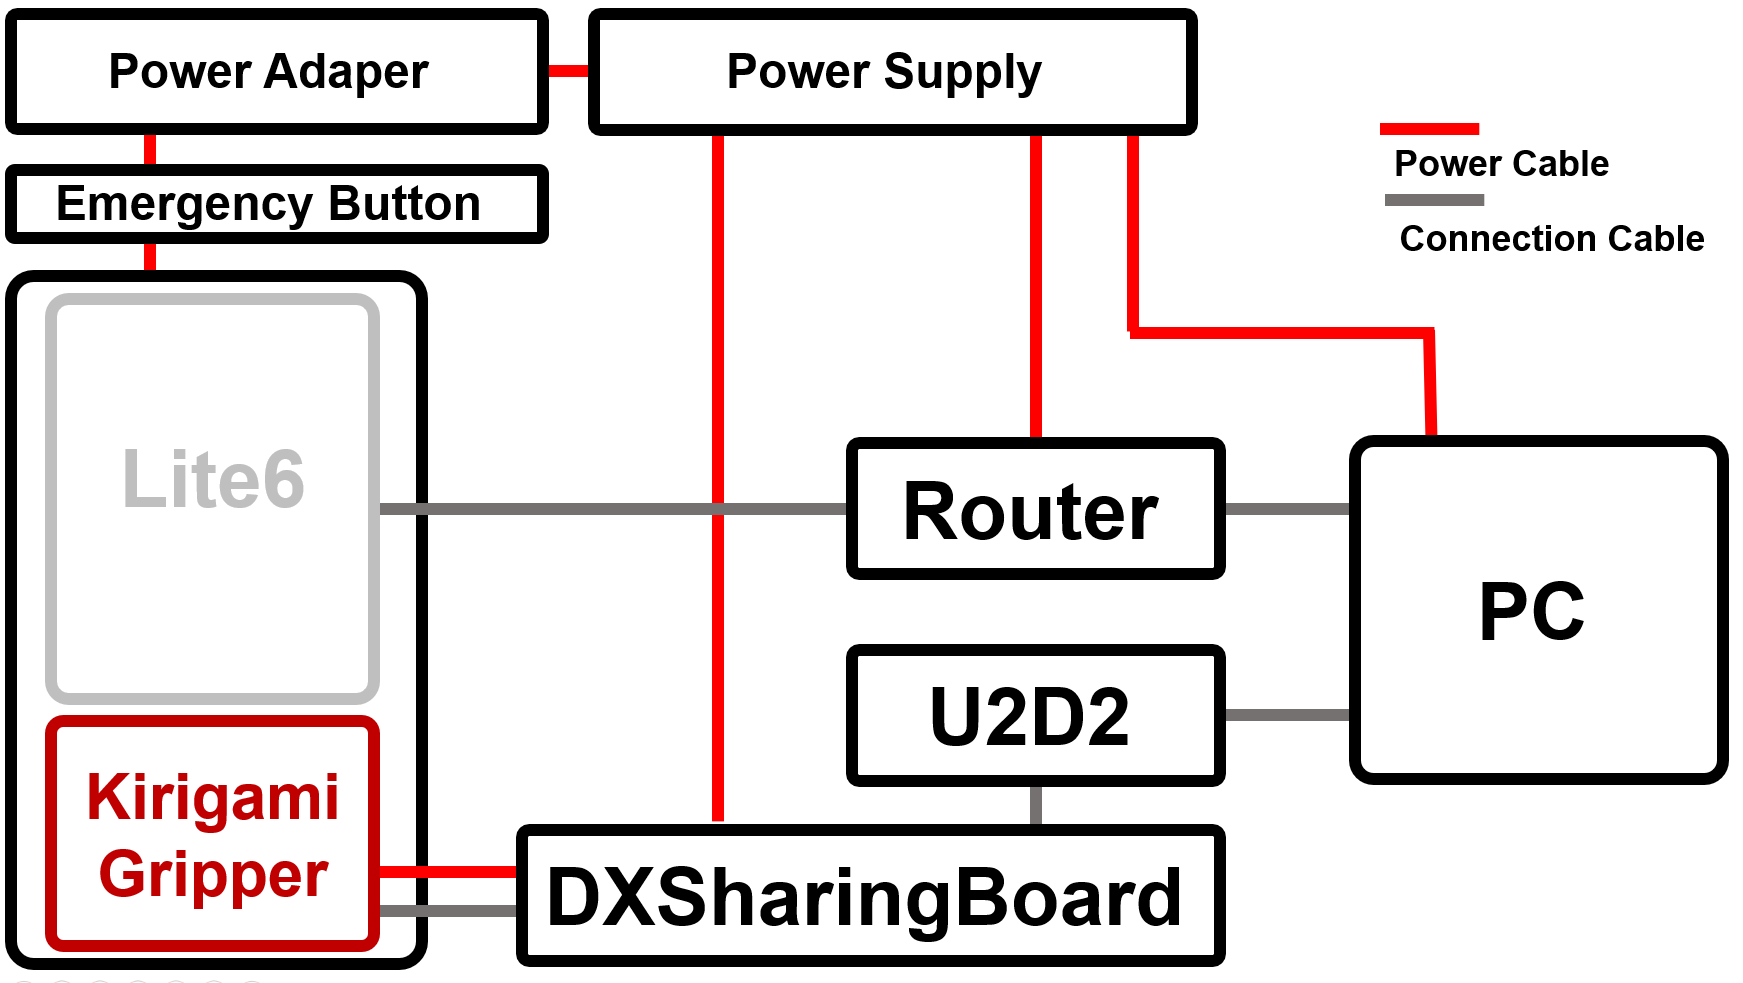 Power Adaper
Power Supply
Emergency Button
Power Cable
Connection Cable
Lite6
Router
PC
U2D2
Kirigami
Gripper
DXSharingBoard